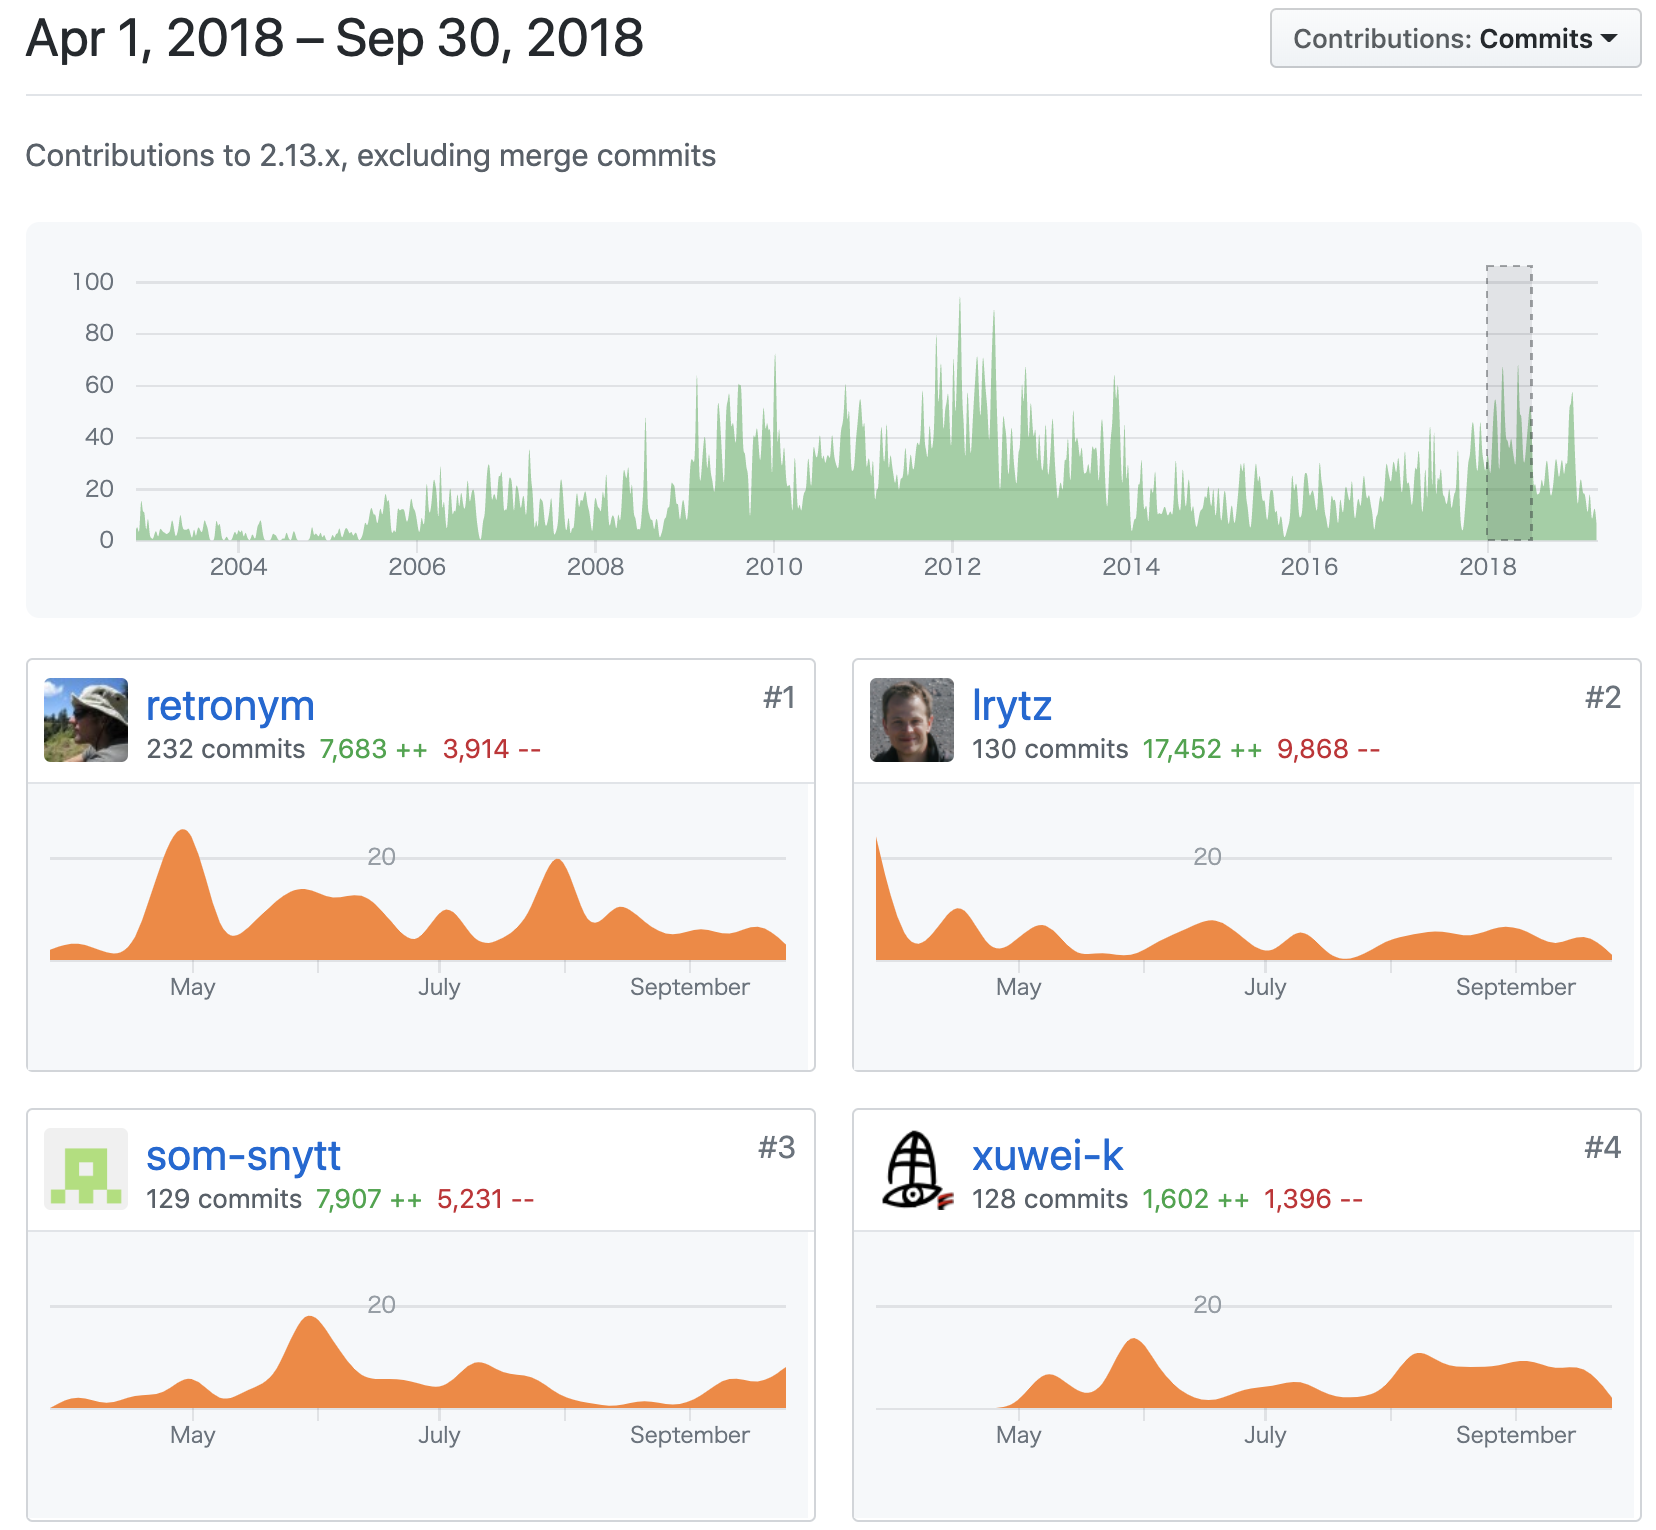 Apr 1, 2018 – Sep 30, 2018
Contributions: Commits
Contributions to 2.13.x, excluding merge commits
100
80
60
40
20
0
2004 2006 2008 2010 2012 2014 2016 2018
retronym #1
232 commits 7,683 ++ 3,914 --
20
May July September
lrytz #2
130 commits 17,452 ++ 9,868 --
20
May July September
som-snytt #3
129 commits 7,907 ++ 5,231 --
20
May July September
xuwei-k #4
128 commits 1,602 ++ 1,396 --
20
May July September